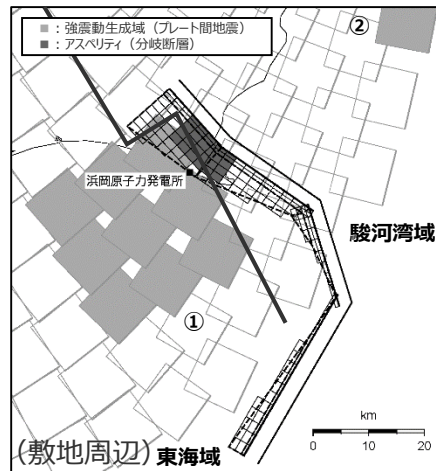 ■：強震動生成域（プレート間地震）
■：アスペリティ（分岐断層）
②
浜岡原子力発電所
駿河湾域
①
km
0 10 20
(敷地周辺) 東海域